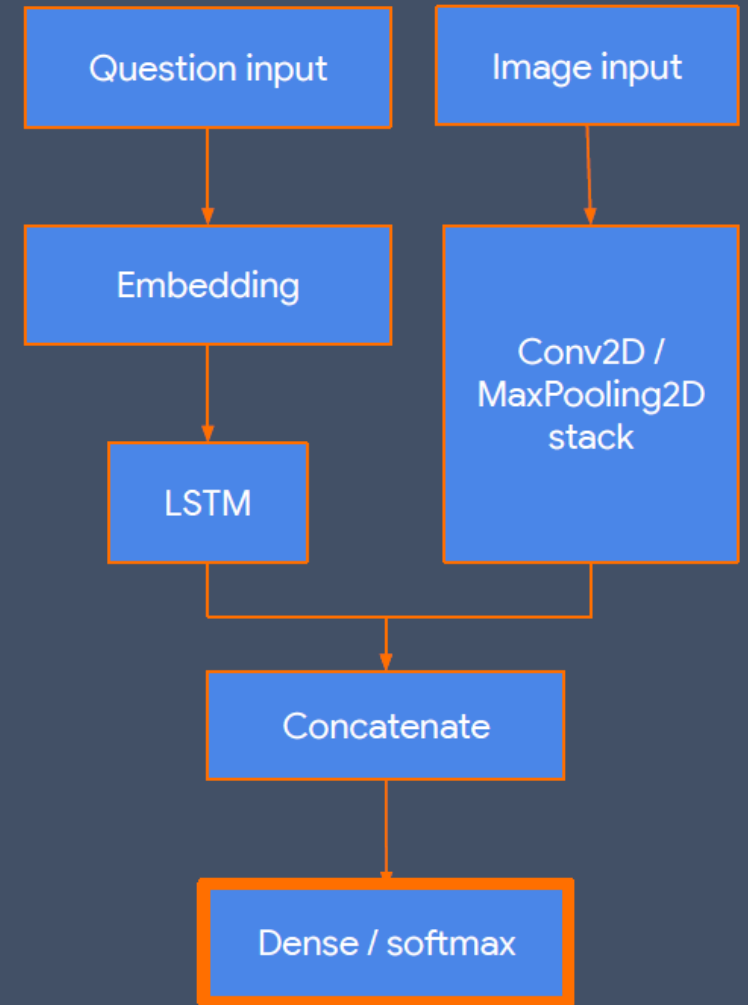 Question input
Image input
Embedding
Conv2D /
MaxPooling2D
stack
LSTM
Concatenate
Dense / softmax